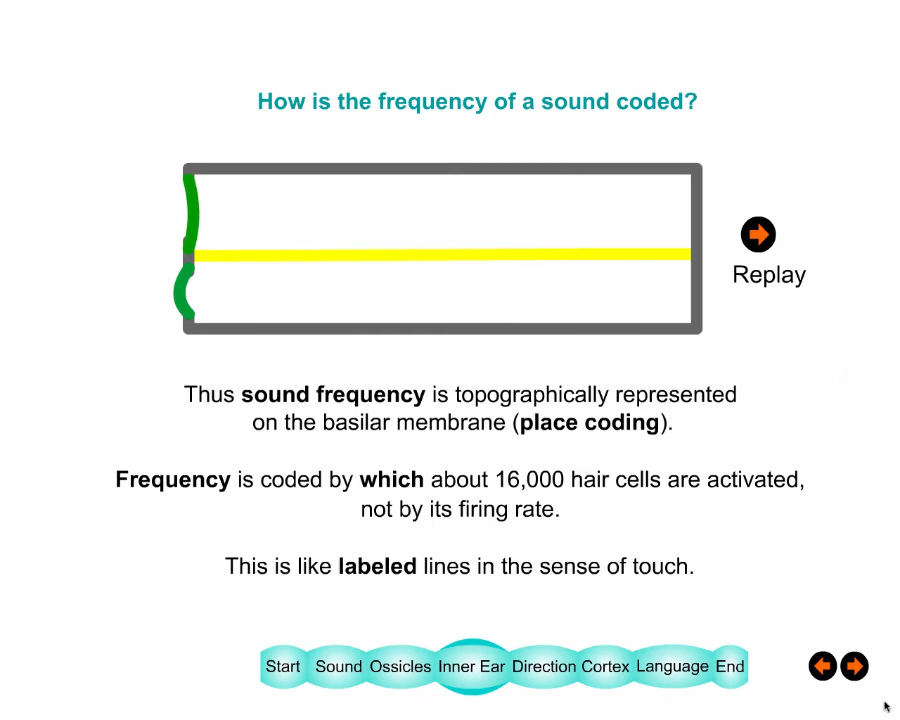 How is the frequency of a sound coded?
Replay
Thus sound frequency is topographically represented
on the basilar membrane (place coding).
Frequency is coded by which about 16,000 hair cells are activated,
not by its firing rate.
This is like labeled lines in the sense of touch.
Start Sound Ossicles Inner Ear Direction Cortex Language End